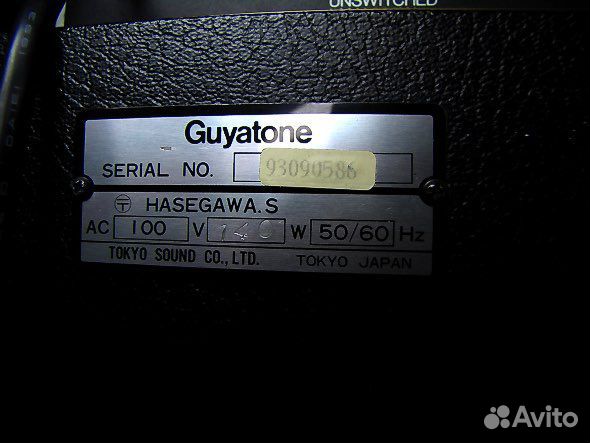 UNSWITCHED
Guyatone
SERIAL NO. 93090586
〶 HASEGAWA.S
AC 100 V 140 W 50/60 Hz
TOKYO SOUND CO., LTD. TOKYO JAPAN
Avito